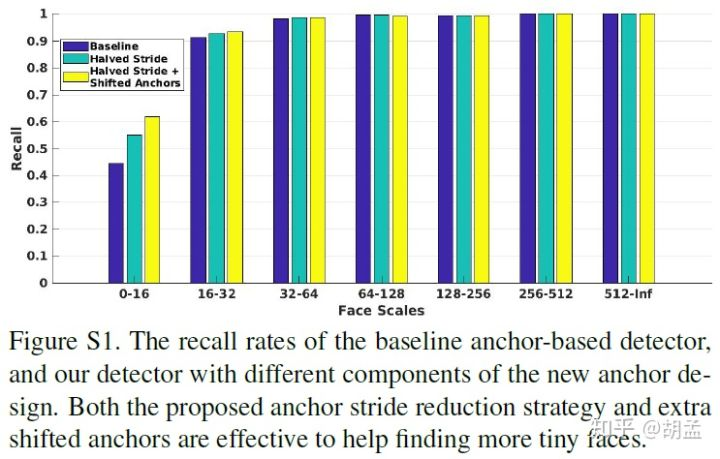 1
0.9
0.8
0.7
0.6
0.5
0.4
0.3
0.2
0.1
0
Recall
Baseline
Halved Stride
Halved Stride +
Shifted Anchors
0-16 16-32 32-64 64-128 128-256 256-512 512-Inf
Face Scales
Figure S1. The recall rates of the baseline anchor-based detector,
and our detector with different components of the new anchor de-
sign. Both the proposed anchor stride reduction strategy and extra
shifted anchors are effective to help finding more tiny faces.
知乎 @胡孟